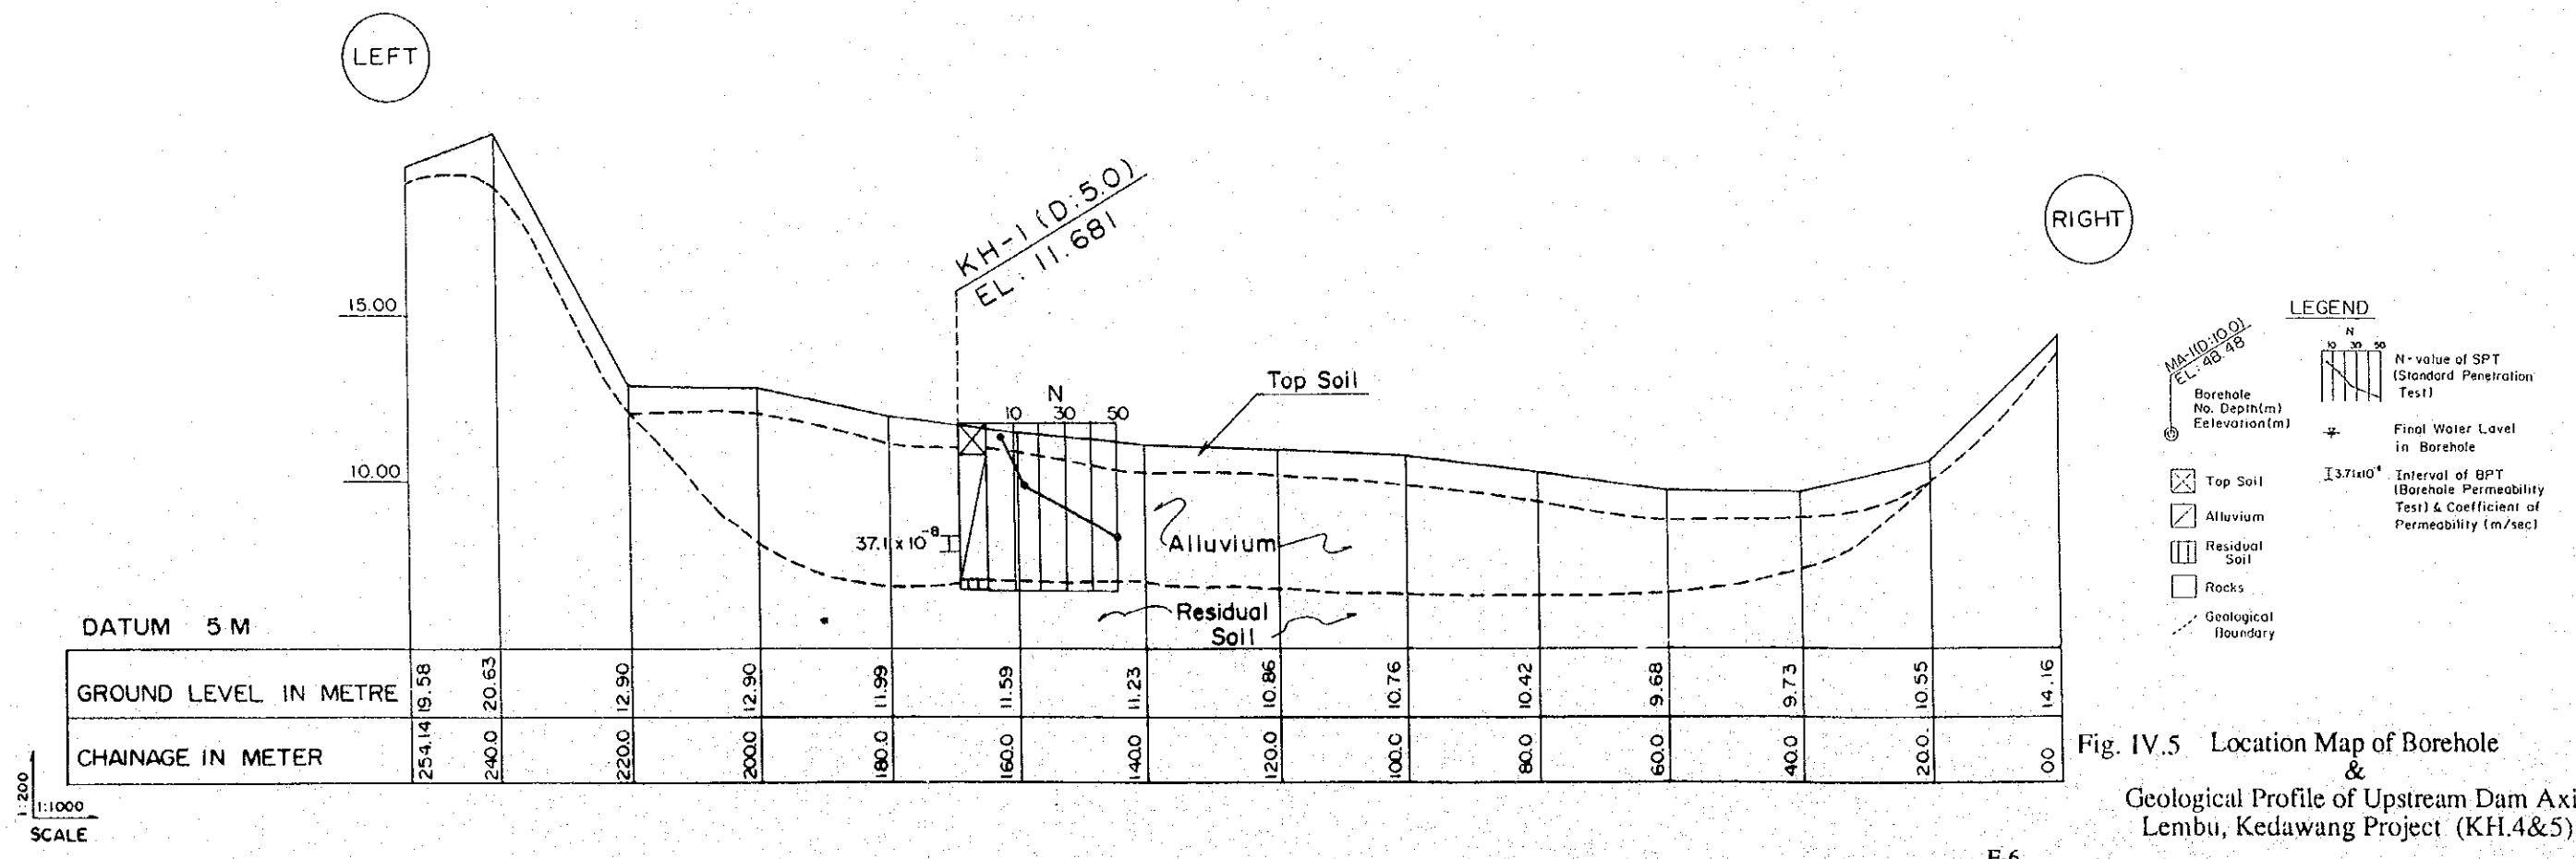 LEFT
RIGHT
KH-1 (D:5.0)
EL: 11.681
15.00
10.00
N
10 30 50
Top Soil
37.1 x 10⁻⁸
Alluvium
Residual
Soil
DATUM 5 M
GROUND LEVEL IN METRE 19.58 20.63 12.90 12.90 11.99 11.59 11.23 10.86 10.76 10.42 9.68 9.73 10.55 14.16
CHAINAGE IN METER 254.14 240.0 220.0 200.0 180.0 160.0 140.0 120.0 100.0 80.0 60.0 40.0 20.0 00
1:200
1:1000
SCALE
LEGEND
MA-1(D:10.0)
EL: 48.48
Borehole
No. Depth(m)
Eelevation(m)
Top Soil
Alluvium
Residual
Soil
Rocks
Geological
Boundary
N
10 30 50
N-value of SPT
(Standard Penetration
Test)
Final Water Lavel
in Borehole
Interval of BPT
(Borehole Permeability
Test) & Coefficient of
Permeability (m/sec)
Fig. IV.5 Location Map of Borehole
&
Geological Profile of Upstream Dam Axi
Lembu, Kedawang Project (KH.4&5)